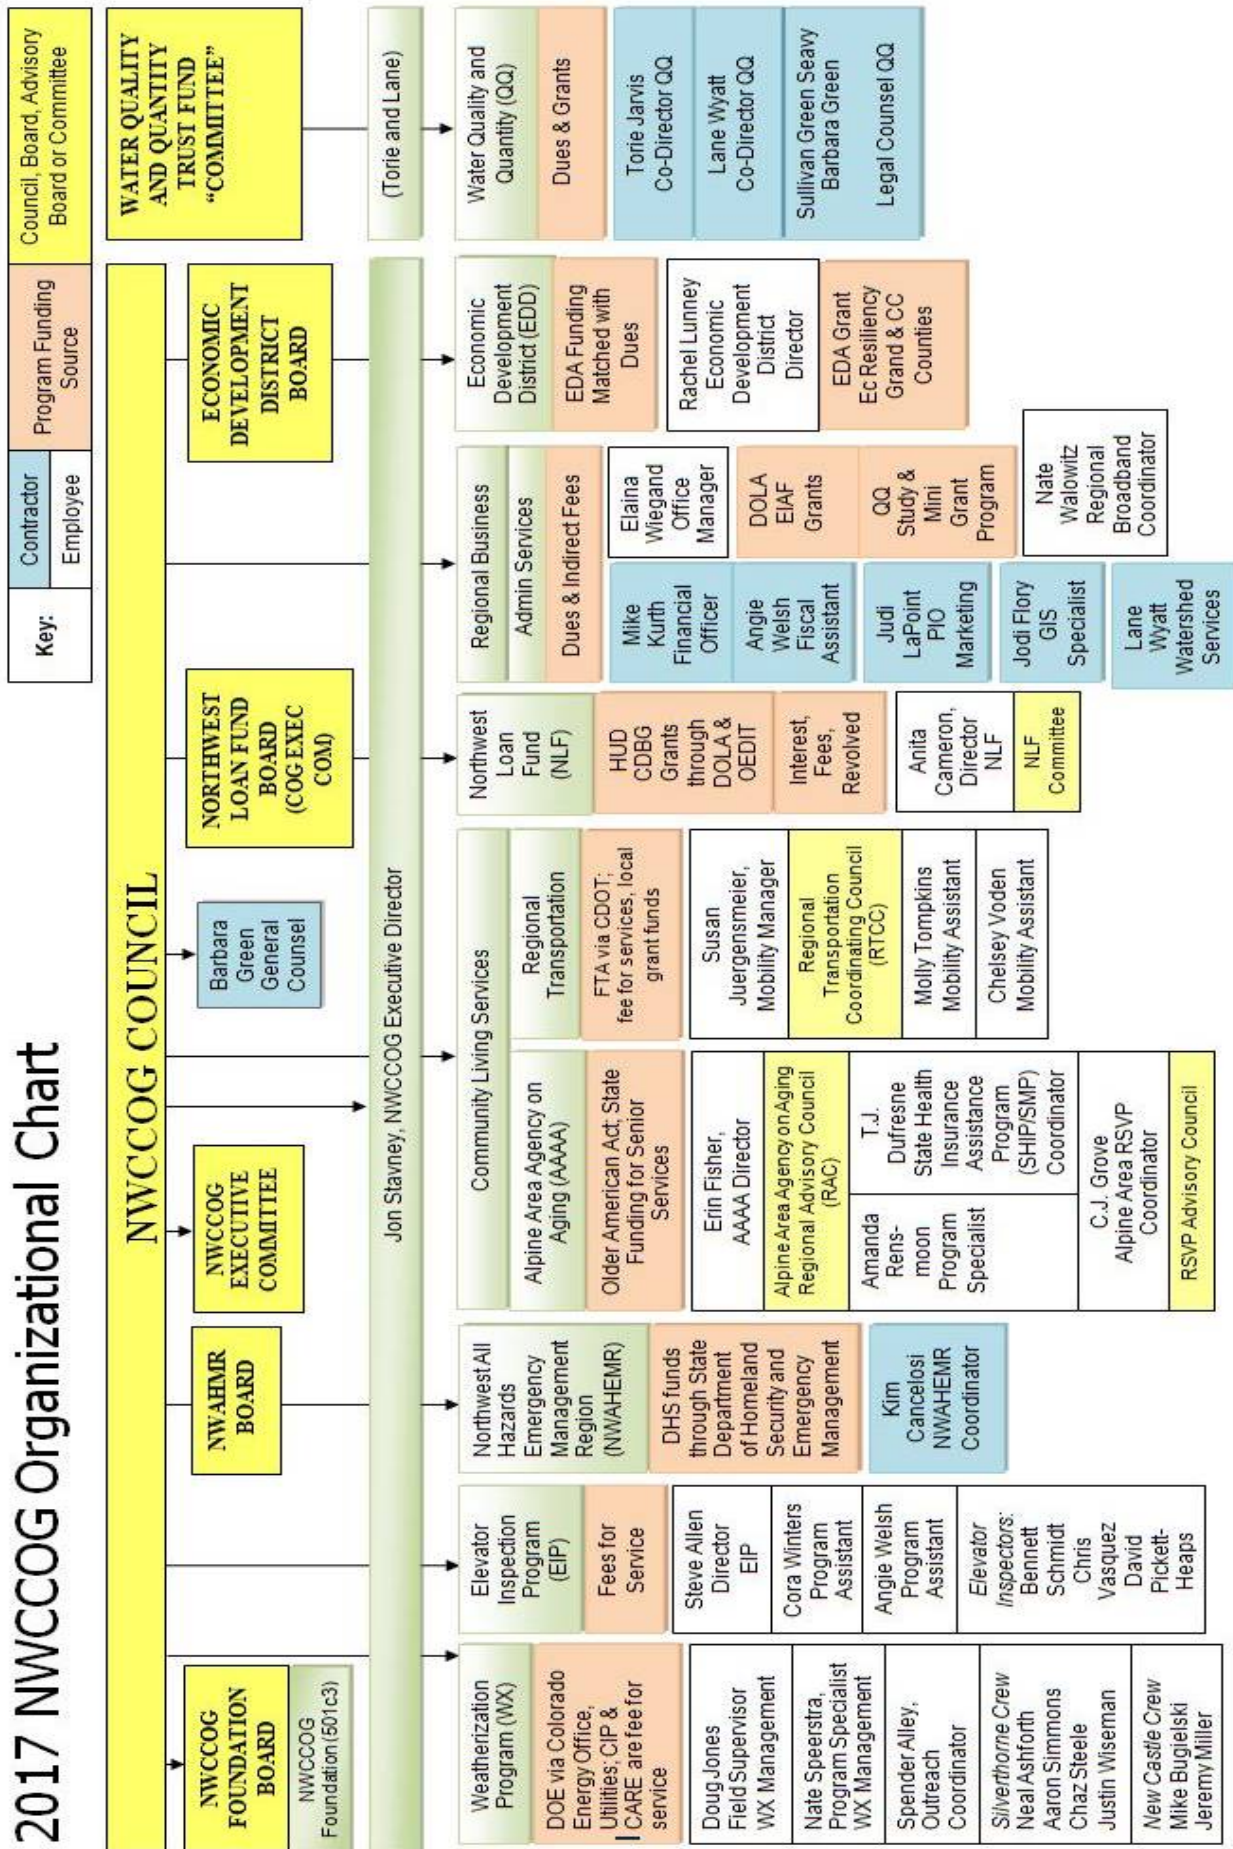 2017 NWCCOG Organizational Chart
Key:
Contractor
Employee
Program Funding
Source
Council, Board, Advisory
Board or Committee
NWCCOG COUNCIL
WATER QUALITY
AND QUANTITY
TRUST FUND
“COMMITTEE”
NWCCOG
FOUNDATION
BOARD
NWCCOG
Foundation (501c3)
NWAHMR
BOARD
NWCCOG
EXECUTIVE
COMMITTEE
Barbara
Green
General
Counsel
NORTHWEST
LOAN FUND
BOARD
(COG EXEC
COM)
ECONOMIC
DEVELOPMENT
DISTRICT
BOARD
Jon Stavney, NWCCOG Executive Director
(Torie and Lane)
Weatherization
Program (WX)
DOE via Colorado
Energy Office,
Utilities; CIP &
CARE are fee for
service
Doug Jones
Field Supervisor
WX Management
Nate Speerstra,
Program Specialist
WX Management
Spender Alley,
Outreach
Coordinator
Silverthorne Crew
Neal Ashforth
Aaron Simmons
Chaz Steele
Justin Wiseman
New Castle Crew
Mike Bugielski
Jeremy Miller
Elevator
Inspection
Program
(EIP)
Fees for
Service
Steve Allen
Director
EIP
Cora Winters
Program
Assistant
Angie Welsh
Program
Assistant
Elevator
Inspectors:
Bennett
Schmidt
Chris
Vasquez
David
Pickett-
Heaps
Northwest All
Hazards
Emergency
Management
Region
(NWAHEMR)
DHS funds
through State
Department
of Homeland
Security and
Emergency
Management
Kim
Cancelosi
NWAHEMR
Coordinator
Community Living Services
Alpine Area Agency on
Aging (AAAA)
Older American Act, State
Funding for Senior
Services
Erin Fisher,
AAAA Director
Alpine Area Agency on Aging
Regional Advisory Council
(RAC)
Amanda
Rens-
moon
Program
Specialist
T.J.
Dufresne
State Health
Insurance
Assistance
Program
(SHIP/SMP)
Coordinator
C.J. Grove
Alpine Area RSVP
Coordinator
RSVP Advisory Council
Regional
Transportation
FTA via CDOT;
fee for services, local
grant funds
Susan
Juergensmeier,
Mobility Manager
Regional
Transportation
Coordinating Council
(RTCC)
Molly Tompkins
Mobility Assistant
Chelsey Voden
Mobility Assistant
Northwest
Loan
Fund
(NLF)
HUD
CDBG
Grants
through
DOLA &
OEDIT
Interest,
Fees,
Revolved
Anita
Cameron,
Director
NLF
NLF
Committee
Regional Business
Admin Services
Dues & Indirect Fees
Mike
Kurth
Financial
Officer
Angie
Welsh
Fiscal
Assistant
Judi
LaPoint
PIO
Marketing
Jodi Flory
GIS
Specialist
Lane
Wyatt
Watershed
Services
Elaina
Wiegand
Office
Manager
DOLA
EIAF
Grants
QQ
Study &
Mini
Grant
Program
Nate
Walowitz
Regional
Broadband
Coordinator
Economic
Development
District (EDD)
EDA Funding
Matched with
Dues
Rachel Lunney
Economic
Development
District
Director
EDA Grant
Ec Resiliency
Grand & CC
Counties
Water Quality and
Quantity (QQ)
Dues & Grants
Torie Jarvis
Co-Director QQ
Lane Wyatt
Co-Director QQ
Sullivan Green Seavy
Barbara Green
Legal Counsel QQ